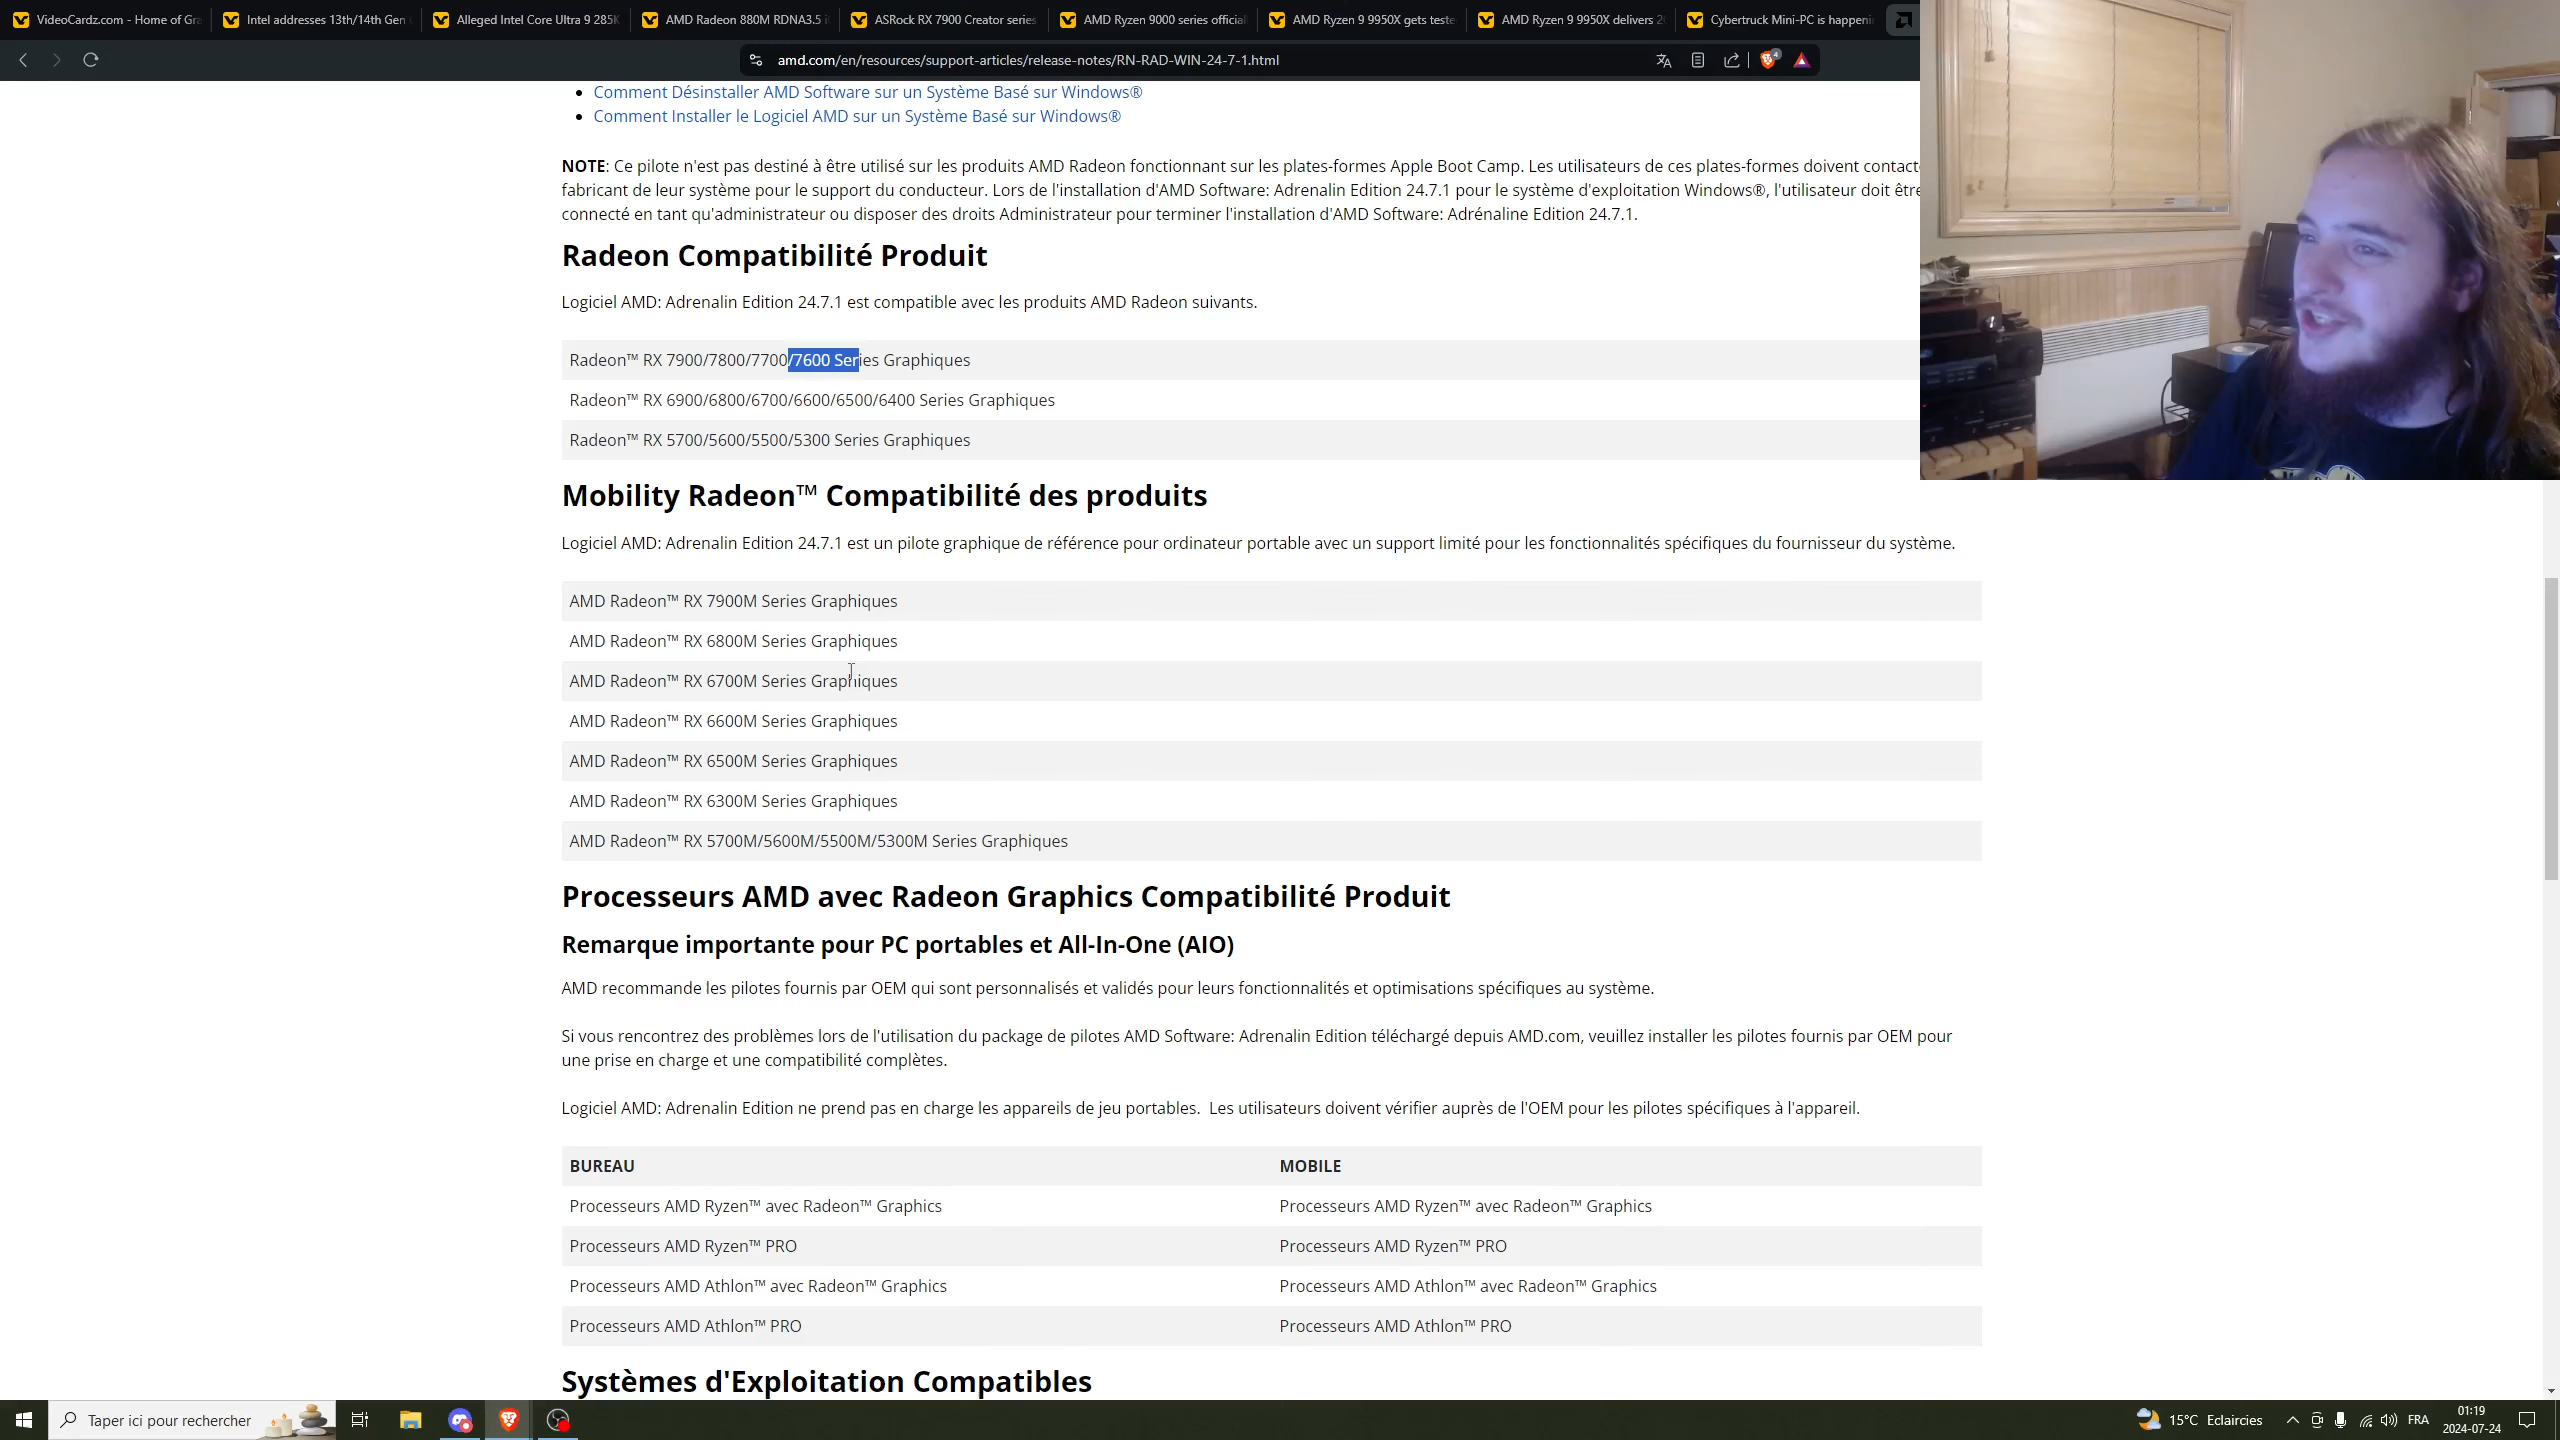 VideoCardz.com - Home of Gra
Intel addresses 13th/14th Gen
Alleged Intel Core Ultra 9 285K
AMD Radeon 880M RDNA3.5
ASRock RX 7900 Creator series
AMD Ryzen 9000 series official
AMD Ryzen 9 9950X gets teste
AMD Ryzen 9 9950X delivers 2
Cybertruck Mini-PC is happeni
amd.com/en/resources/support-articles/release-notes/RN-RAD-WIN-24-7-1.html
4
Comment Désinstaller AMD Software sur un Système Basé sur Windows®
Comment Installer le Logiciel AMD sur un Système Basé sur Windows®
NOTE: Ce pilote n'est pas destiné à être utilisé sur les produits AMD Radeon fonctionnant sur les plates-formes Apple Boot Camp. Les utilisateurs de ces plates-formes doivent contacte
fabricant de leur système pour le support du conducteur. Lors de l'installation d'AMD Software: Adrenalin Edition 24.7.1 pour le système d'exploitation Windows®, l'utilisateur doit être
connecté en tant qu'administrateur ou disposer des droits Administrateur pour terminer l'installation d'AMD Software: Adrénaline Edition 24.7.1.
Radeon Compatibilité Produit
Logiciel AMD: Adrenalin Edition 24.7.1 est compatible avec les produits AMD Radeon suivants.
Radeon™ RX 7900/7800/7700/7600 Series Graphiques
Radeon™ RX 6900/6800/6700/6600/6500/6400 Series Graphiques
Radeon™ RX 5700/5600/5500/5300 Series Graphiques
Mobility Radeon™ Compatibilité des produits
Logiciel AMD: Adrenalin Edition 24.7.1 est un pilote graphique de référence pour ordinateur portable avec un support limité pour les fonctionnalités spécifiques du fournisseur du système.
AMD Radeon™ RX 7900M Series Graphiques
AMD Radeon™ RX 6800M Series Graphiques
AMD Radeon™ RX 6700M Series Graphiques
AMD Radeon™ RX 6600M Series Graphiques
AMD Radeon™ RX 6500M Series Graphiques
AMD Radeon™ RX 6300M Series Graphiques
AMD Radeon™ RX 5700M/5600M/5500M/5300M Series Graphiques
Processeurs AMD avec Radeon Graphics Compatibilité Produit
Remarque importante pour PC portables et All-In-One (AIO)
AMD recommande les pilotes fournis par OEM qui sont personnalisés et validés pour leurs fonctionnalités et optimisations spécifiques au système.
Si vous rencontrez des problèmes lors de l'utilisation du package de pilotes AMD Software: Adrenalin Edition téléchargé depuis AMD.com, veuillez installer les pilotes fournis par OEM pour
une prise en charge et une compatibilité complètes.
Logiciel AMD: Adrenalin Edition ne prend pas en charge les appareils de jeu portables.  Les utilisateurs doivent vérifier auprès de l'OEM pour les pilotes spécifiques à l'appareil.
BUREAU MOBILE
Processeurs AMD Ryzen™ avec Radeon™ Graphics Processeurs AMD Ryzen™ avec Radeon™ Graphics
Processeurs AMD Ryzen™ PRO Processeurs AMD Ryzen™ PRO
Processeurs AMD Athlon™ avec Radeon™ Graphics Processeurs AMD Athlon™ avec Radeon™ Graphics
Processeurs AMD Athlon™ PRO Processeurs AMD Athlon™ PRO
Systèmes d'Exploitation Compatibles
Taper ici pour rechercher
15°C Eclaircies
FRA
01:19
2024-07-24